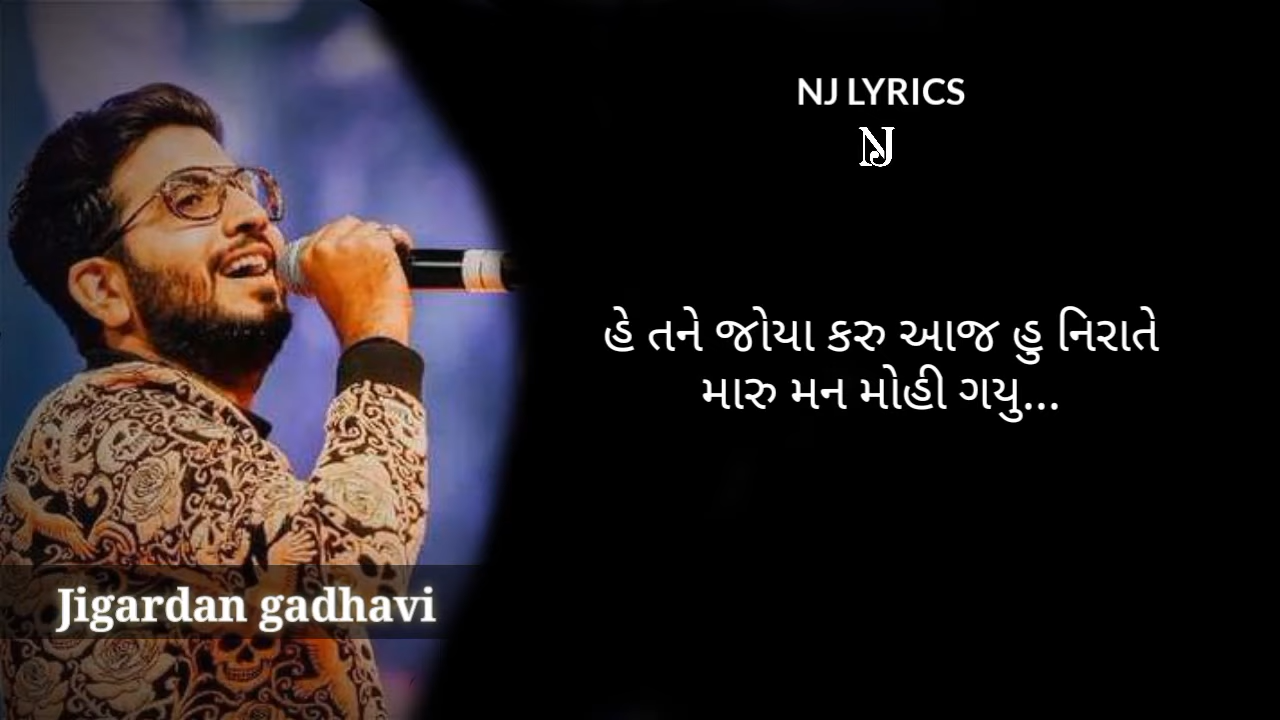 NJ LYRICS
NJ
હે તને જોયા કરુ આજ હુ નિરાતે
મારુ મન મોહી ગયુ...
Jigardan gadhavi